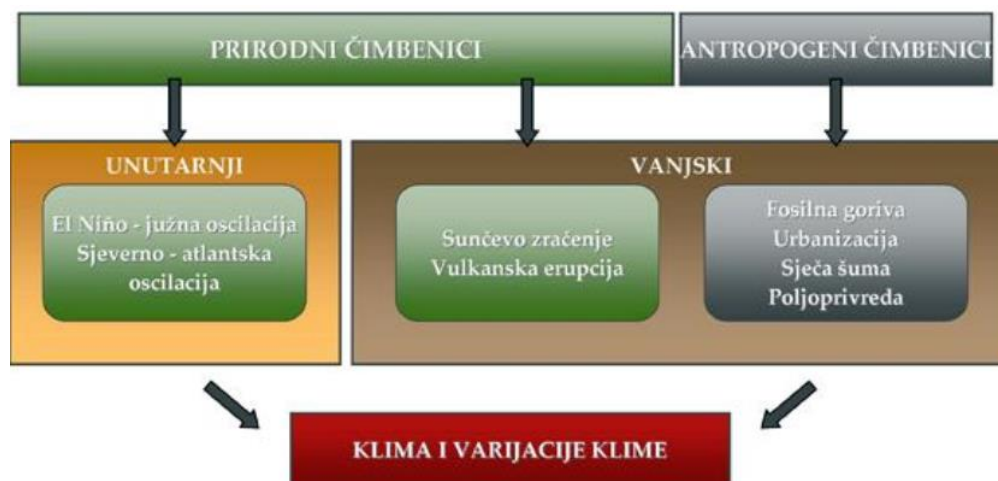 PRIRODNI ČIMBENICI
ANTROPOGENI ČIMBENICI
UNUTARNJI
El Niño - južna oscilacija
Sjeverno - atlantska
oscilacija
VANJSKI
Sunčevo zračenje
Vulkanska erupcija
Fosilna goriva
Urbanizacija
Sječa šuma
Poljoprivreda
KLIMA I VARIJACIJE KLIME